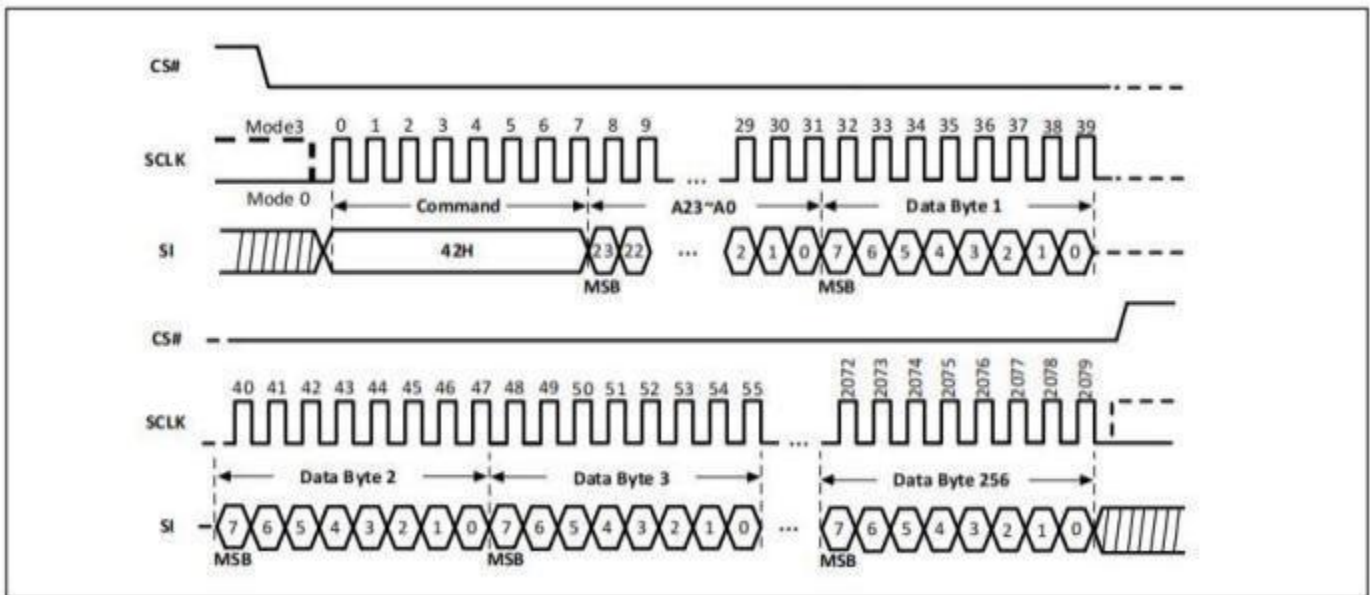 CS#
Mode3 0 1 2 3 4 5 6 7 8 9 29 30 31 32 33 34 35 36 37 38 39
SCLK ...
Mode 0 Command A23~A0 Data Byte 1
SI 42H 23 22 ... 2 1 0 7 6 5 4 3 2 1 0
MSB MSB
CS#
40 41 42 43 44 45 46 47 48 49 50 51 52 53 54 55 2072 2073 2074 2075 2076 2077 2078 2079
SCLK ...
Data Byte 2 Data Byte 3 Data Byte 256
SI 7 6 5 4 3 2 1 0 7 6 5 4 3 2 1 0 ... 7 6 5 4 3 2 1 0
MSB MSB MSB